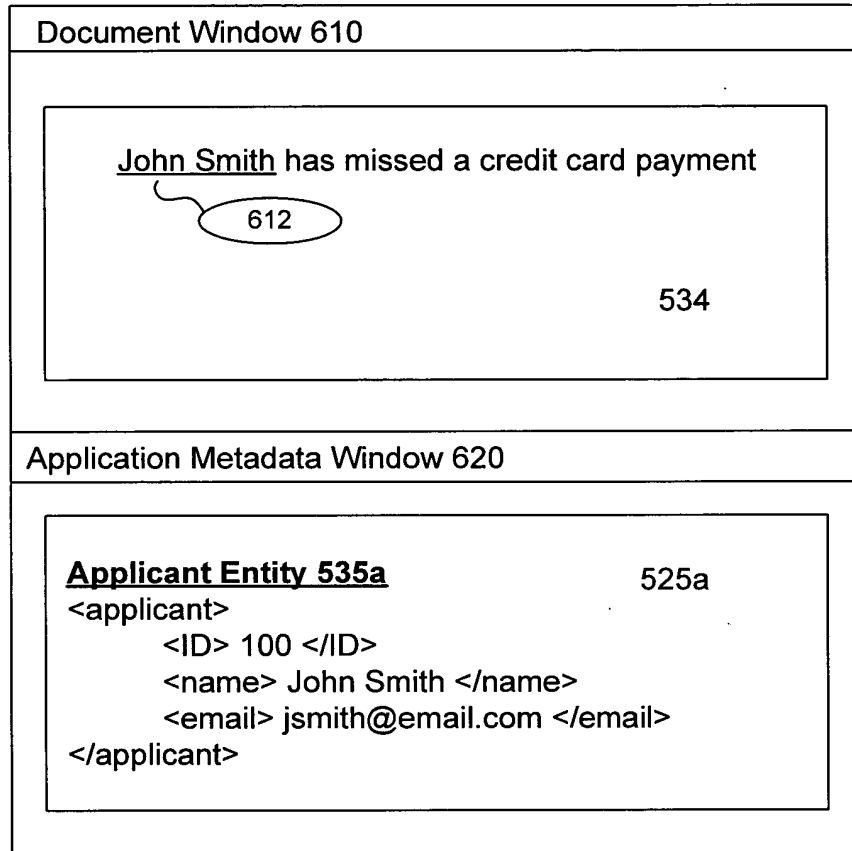 Document Window 610
John Smith has missed a credit card payment
612
534
Application Metadata Window 620
Applicant Entity 535a
525a
<applicant>
<ID> 100 </ID>
<name> John Smith </name>
<email> jsmith@email.com </email>
</applicant>